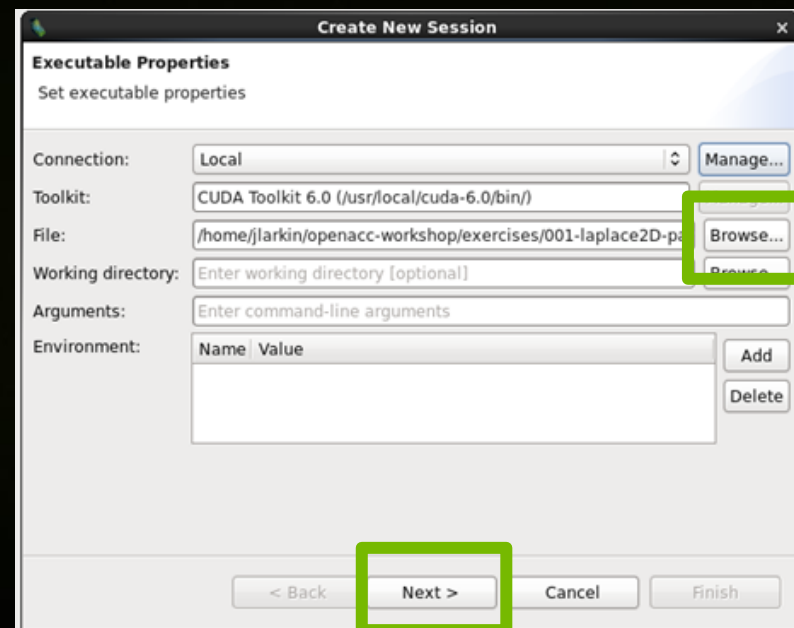 Create New Session x
Executable Properties
Set executable properties
Connection: Local Manage...
Toolkit: CUDA Toolkit 6.0 (/usr/local/cuda-6.0/bin/)
File: /home/jlarkin/openacc-workshop/exercises/001-laplace2D-pa Browse...
Working directory: Enter working directory [optional] Browse...
Arguments: Enter command-line arguments
Environment: Name Value
Add
Delete
< Back Next > Cancel Finish